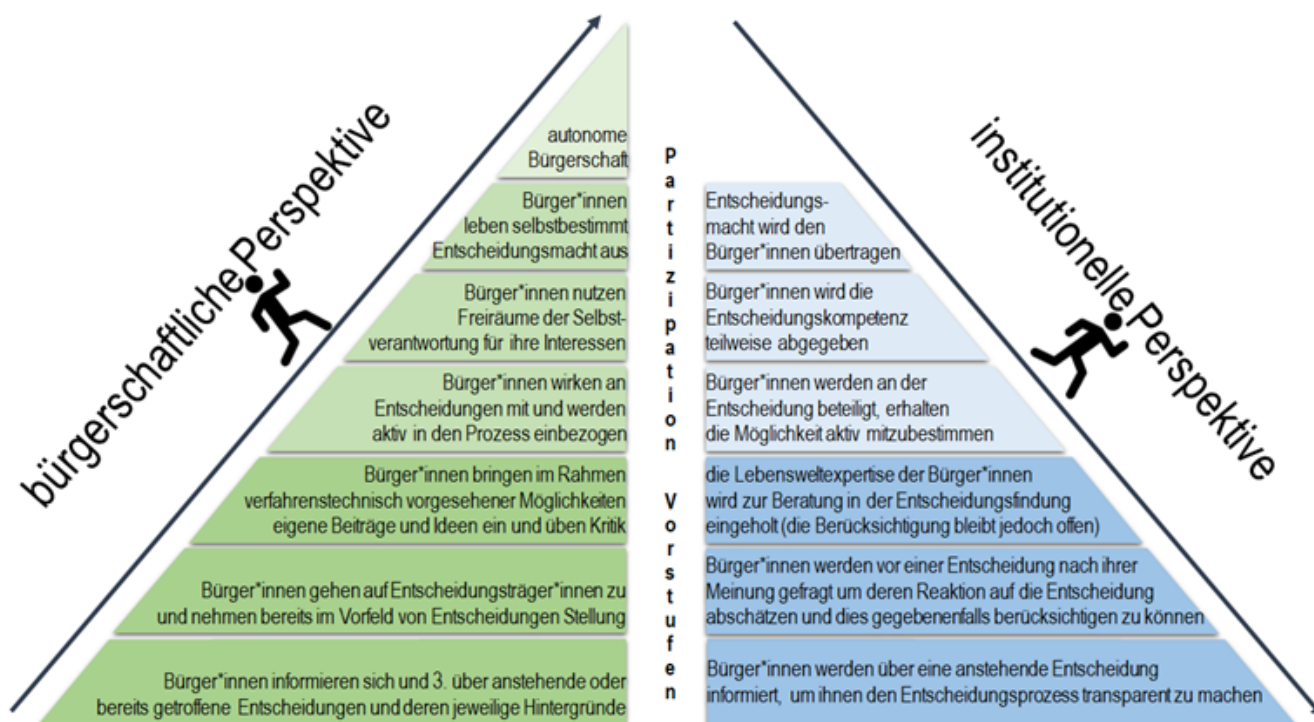 bürgerschaftliche Perspektive
autonome
Bürgerschaft
Bürger*innen
leben selbstbestimmt
Entscheidungsmacht aus
Bürger*innen nutzen
Freiräume der Selbst-
verantwortung für ihre Interessen
Bürger*innen wirken an
Entscheidungen mit und werden
aktiv in den Prozess einbezogen
Bürger*innen bringen im Rahmen
verfahrenstechnisch vorgesehener Möglichkeiten
eigene Beiträge und Ideen ein und üben Kritik
Bürger*innen gehen auf Entscheidungsträger*innen zu
und nehmen bereits im Vorfeld von Entscheidungen Stellung
Bürger*innen informieren sich und 3. über anstehende oder
bereits getroffene Entscheidungen und deren jeweilige Hintergründe
Partizipation
Vorstufen
institutionelle Perspektive
Entscheidungs-
macht wird den
Bürger*innen übertragen
Bürger*innen wird die
Entscheidungskompetenz
teilweise abgegeben
Bürger*innen werden an der
Entscheidung beteiligt, erhalten
die Möglichkeit aktiv mitzubestimmen
die Lebensweltexpertise der Bürger*innen
wird zur Beratung in der Entscheidungsfindung
eingeholt (die Berücksichtigung bleibt jedoch offen)
Bürger*innen werden vor einer Entscheidung nach ihrer
Meinung gefragt um deren Reaktion auf die Entscheidung
abschätzen und dies gegebenenfalls berücksichtigen zu können
Bürger*innen werden über eine anstehende Entscheidung
informiert, um ihnen den Entscheidungsprozess transparent zu machen